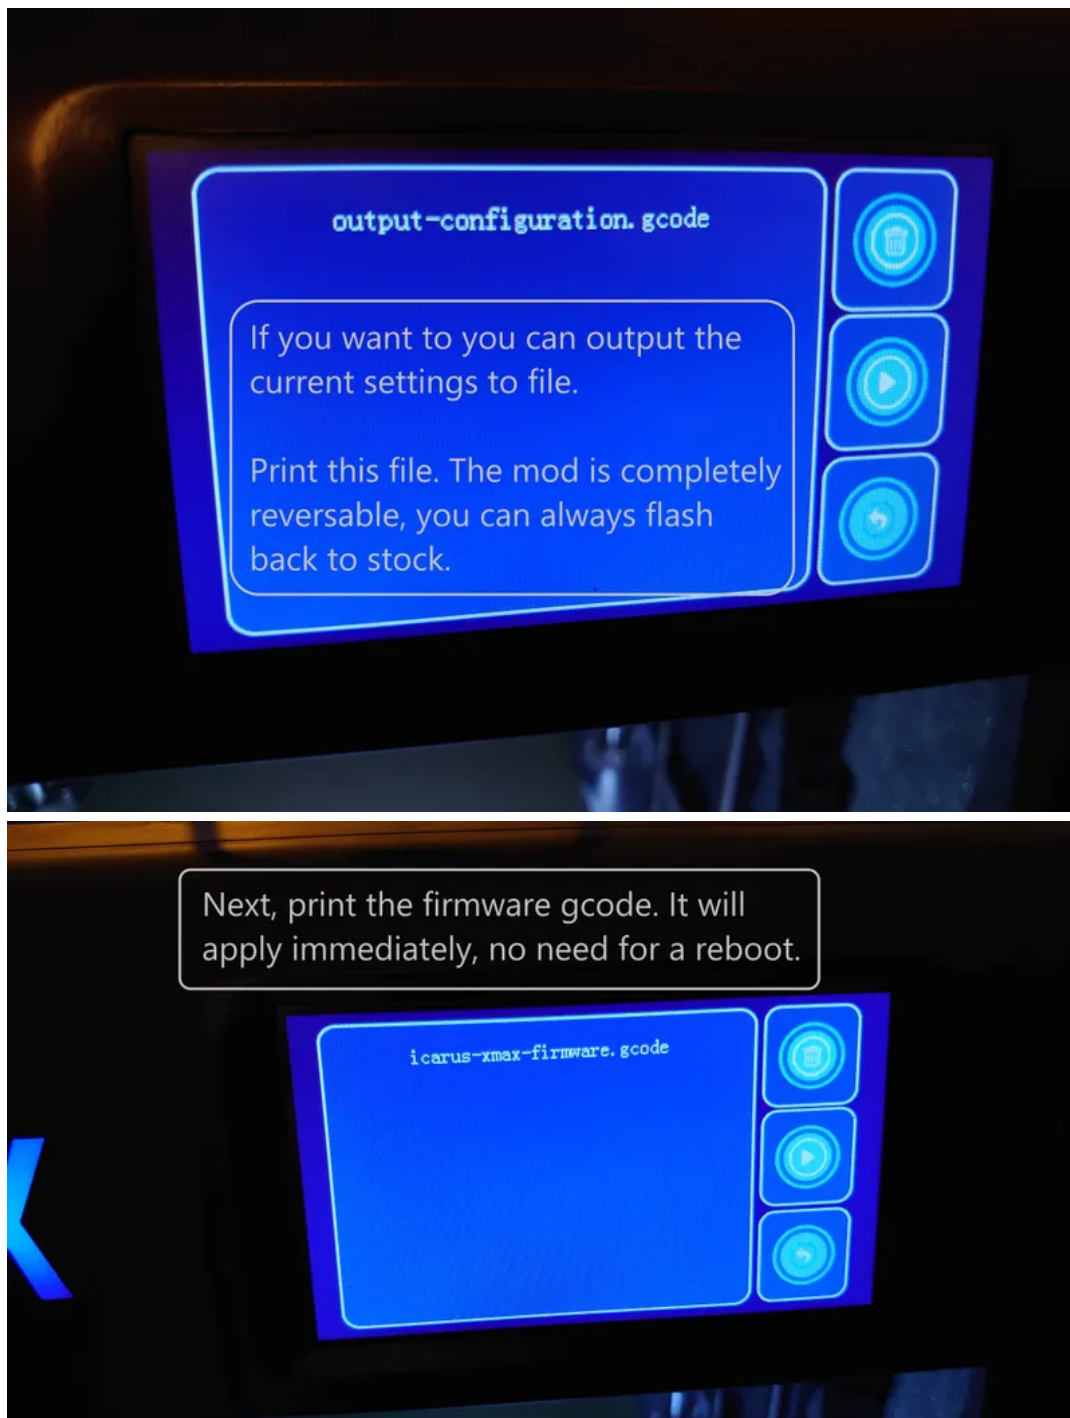 output-configuration.gcode
If you want to you can output the
current settings to file.
Print this file. The mod is completely
reversable, you can always flash
back to stock.
Next, print the firmware gcode. It will
apply immediately, no need for a reboot.
icarus-xmax-firmware.gcode
X